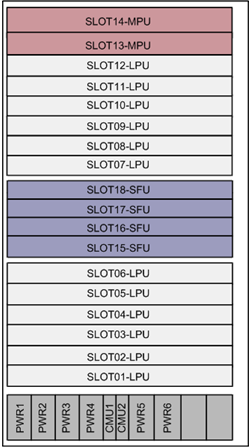 SLOT14-MPU
SLOT13-MPU
SLOT12-LPU
SLOT11-LPU
SLOT10-LPU
SLOT09-LPU
SLOT08-LPU
SLOT07-LPU
SLOT18-SFU
SLOT17-SFU
SLOT16-SFU
SLOT15-SFU
SLOT06-LPU
SLOT05-LPU
SLOT04-LPU
SLOT03-LPU
SLOT02-LPU
SLOT01-LPU
PWR1
PWR2
PWR3
PWR4
CMU1
CMU2
PWR5
PWR6